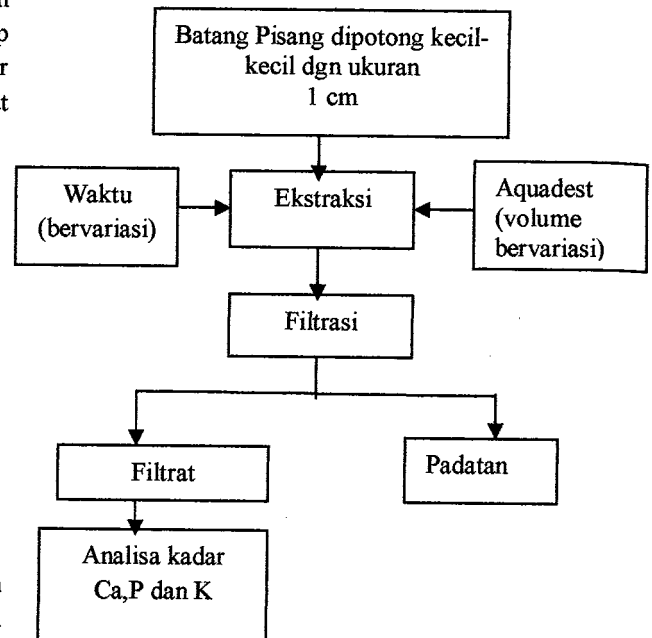 Batang Pisang dipotong kecil-
kecil dgn ukuran
1 cm
Waktu
(bervariasi)
Ekstraksi
Aquadest
(volume
bervariasi)
Filtrasi
Filtrat
Padatan
Analisa kadar
Ca,P dan K